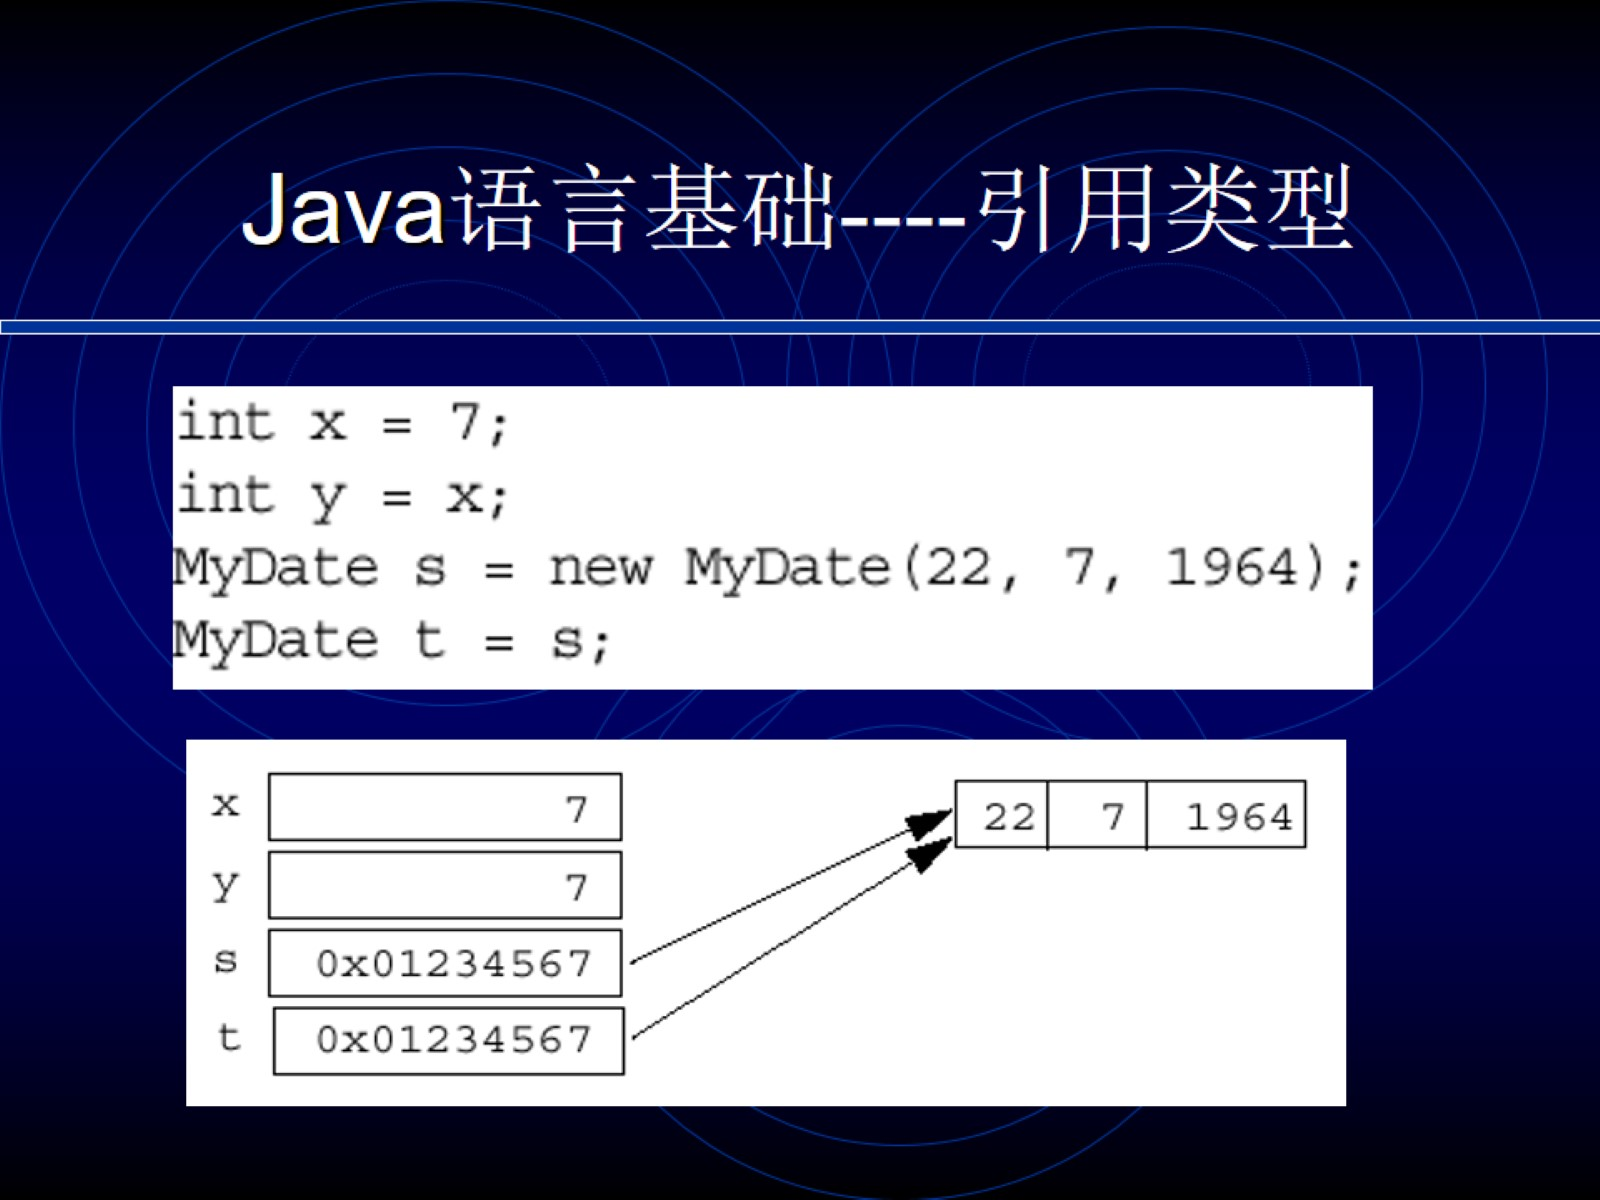 Java语言基础----引用类型
int x = 7;
int y = x;
MyDate s = new MyDate(22, 7, 1964);
MyDate t = s;
x 7 22 7 1964
y 7
s 0x01234567
t 0x01234567